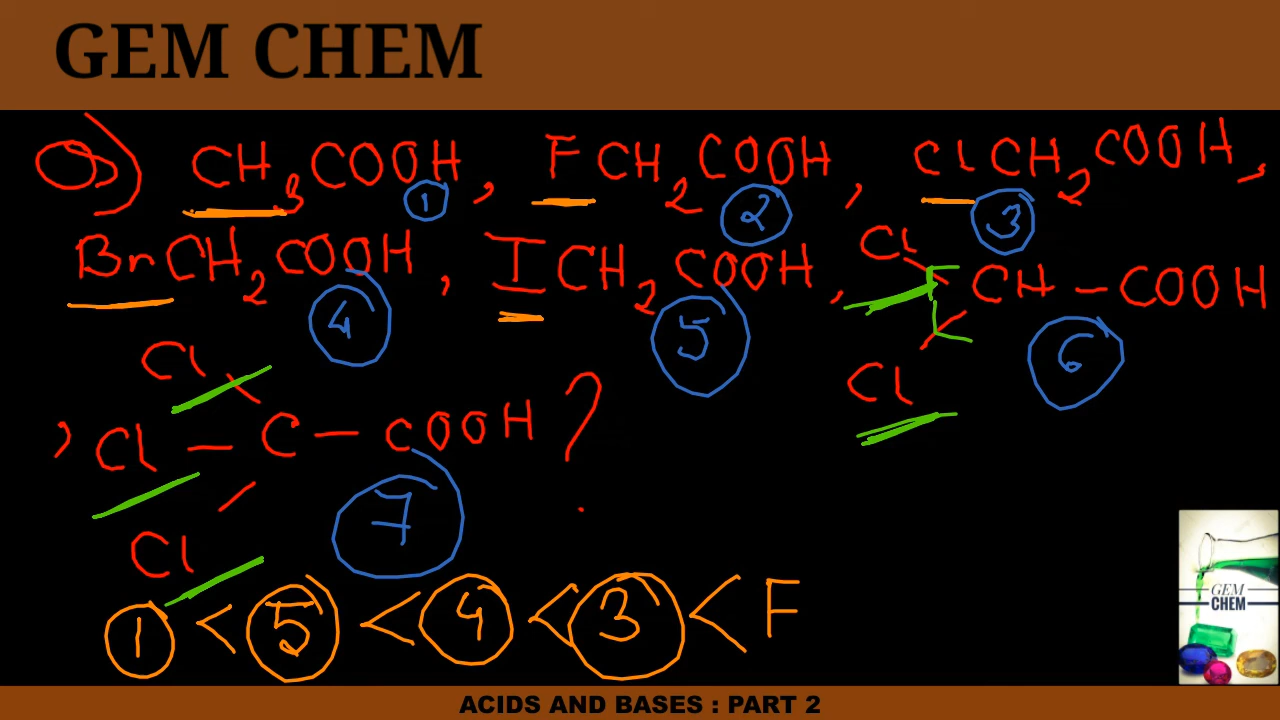 GEM CHEM
Q) CH3COOH, FCH2COOH, ClCH2COOH,
1 2 3
BrCH2COOH, ICH2COOH, Cl
CH-COOH
4 5 Cl 6
Cl
, Cl - C - COOH ?
Cl 7
1 < 5 < 4 < 3 < F
GEM
CHEM
ACIDS AND BASES : PART 2